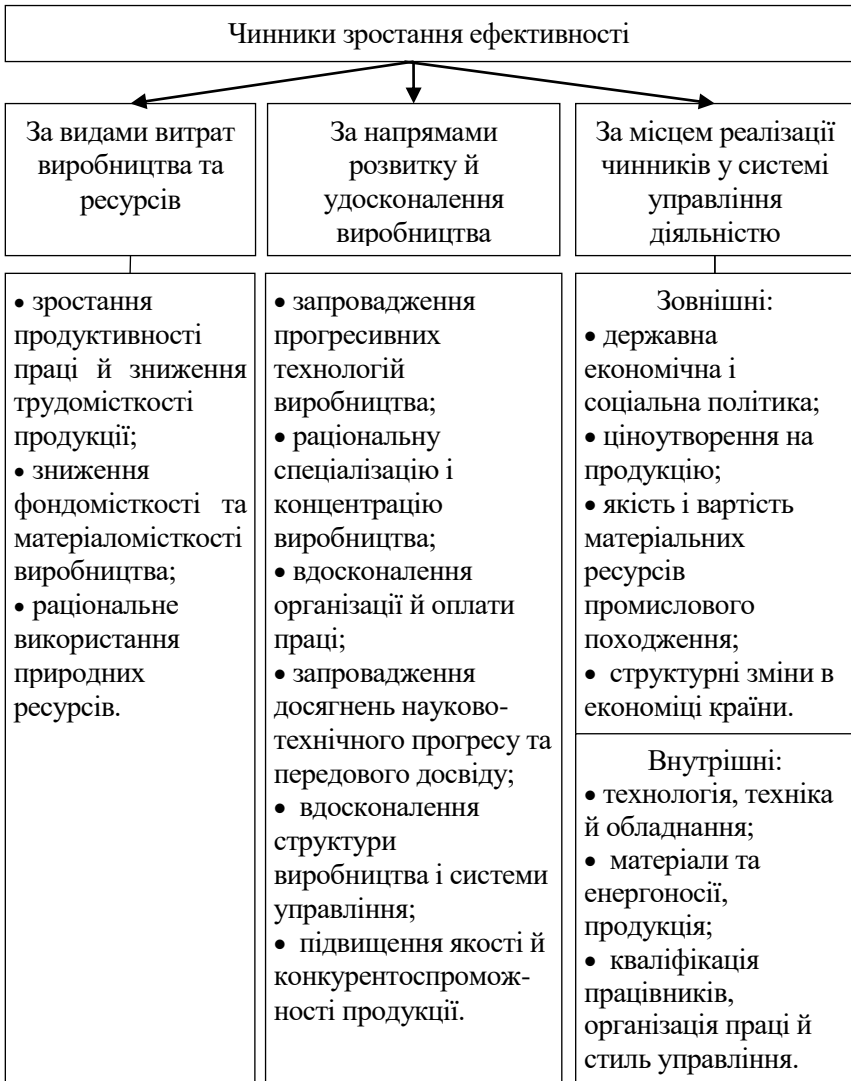 Чинники зростання ефективності
За видами витрат
виробництва та
ресурсів
За напрямами
розвитку й
удосконалення
виробництва
За місцем реалізації
чинників у системі
управління
діяльністю
• зростання
продуктивності
праці й зниження
трудомісткості
продукції;
• зниження
фондомісткості та
матеріаломісткості
виробництва;
• раціональне
використання
природних
ресурсів.
• запровадження
прогресивних
технологій
виробництва;
• раціональну
спеціалізацію і
концентрацію
виробництва;
• вдосконалення
організації й оплати
праці;
• запровадження
досягнень науково-
технічного прогресу та
передового досвіду;
• вдосконалення
структури
виробництва і системи
управління;
• підвищення якості й
конкурентоспромож-
ності продукції.
Зовнішні:
• державна
економічна і
соціальна політика;
• ціноутворення на
продукцію;
• якість і вартість
матеріальних
ресурсів
промислового
походження;
• структурні зміни в
економіці країни.
Внутрішні:
• технологія, техніка
й обладнання;
• матеріали та
енергоносії,
продукція;
• кваліфікація
працівників,
організація праці й
стиль управління.